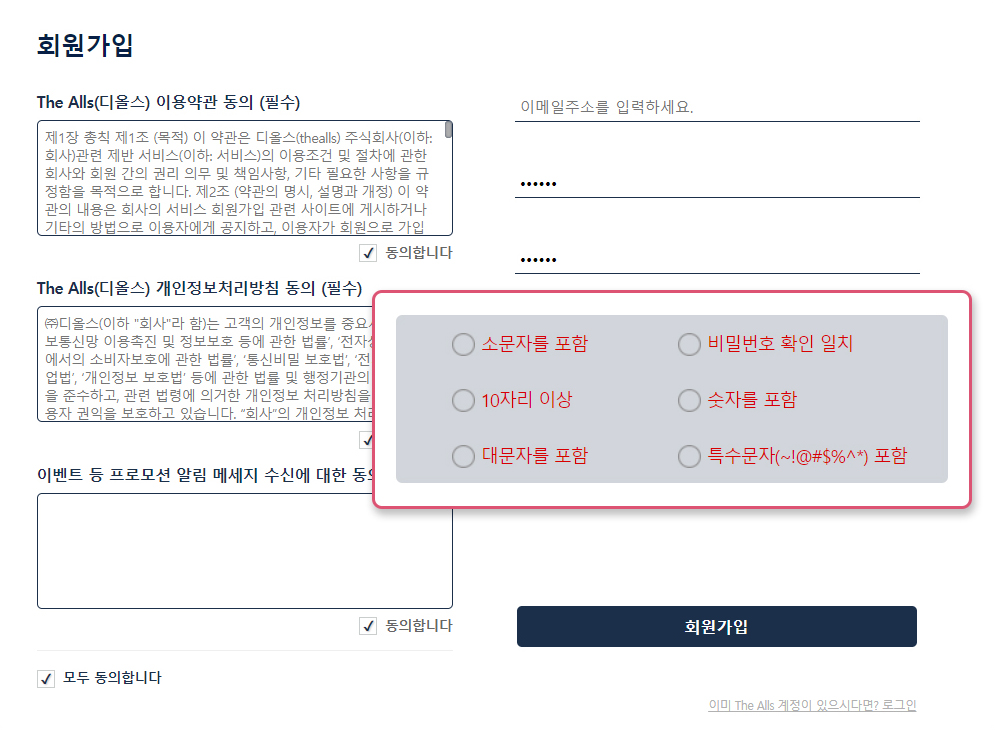 회원가입
The Alls(디올스) 이용약관 동의 (필수)
제1장 총칙 제1조 (목적) 이 약관은 디올스(thealls) 주식회사(이하:
회사)관련 제반 서비스(이하: 서비스)의 이용조건 및 절차에 관한
회사와 회원 간의 권리 의무 및 책임사항, 기타 필요한 사항을 규
정함을 목적으로 합니다. 제2조 (약관의 명시, 설명과 개정) 이 약
관의 내용은 회사의 서비스 회원가입 관련 사이트에 게시하거나
기타의 방법으로 이용자에게 공지하고, 이용자가 회원으로 가입
동의합니다
The Alls(디올스) 개인정보처리방침 동의 (필수)
㈜디올스(이하 "회사"라 함)는 고객의 개인정보를 중요
보통신망 이용촉진 및 정보보호 등에 관한 법률’, ‘전자
에서의 소비자보호에 관한 법률’, ‘통신비밀 보호법’, ‘전
업법’, ‘개인정보 보호법’ 등에 관한 법률 및 행정기관의
을 준수하고, 관련 법령에 의거한 개인정보 처리방침을
용자 권익을 보호하고 있습니다. “회사”의 개인정보 처
이벤트 등 프로모션 알림 메세지 수신에 대한 동
동의합니다
모두 동의합니다
이메일주소를 입력하세요.
••••••
••••••
소문자를 포함
비밀번호 확인 일치
10자리 이상
숫자를 포함
대문자를 포함
특수문자(~!@#$%^*) 포함
회원가입
이미 The Alls 계정이 있으시다면? 로그인